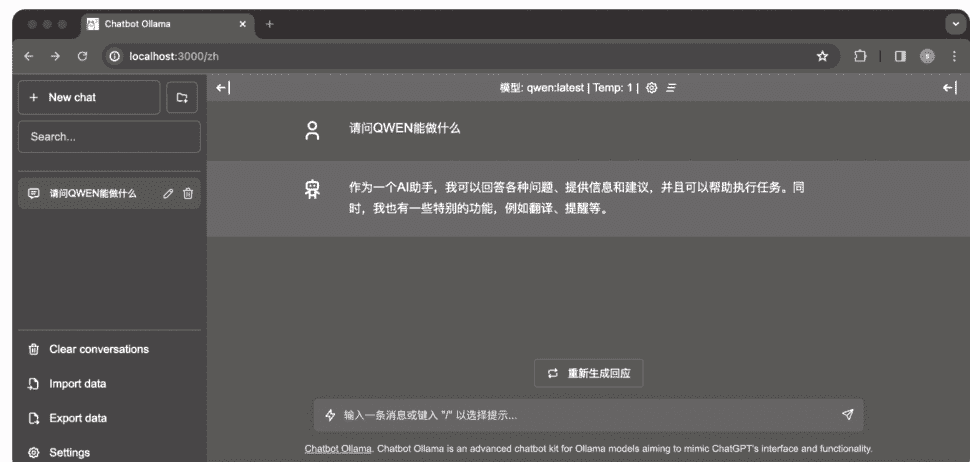 Chatbot Ollama
localhost:3000/zh
New chat
Search...
请问QWEN能做什么
Clear conversations
Import data
Export data
Settings
模型: qwen:latest | Temp: 1 |
请问QWEN能做什么
作为一个AI助手，我可以回答各种问题、提供信息和建议，并且可以帮助执行任务。同
时，我也有一些特别的功能，例如翻译、提醒等。
重新生成回应
输入一条消息或键入 "/" 以选择提示...
Chatbot Ollama. Chatbot Ollama is an advanced chatbot kit for Ollama models aiming to mimic ChatGPT's interface and functionality.